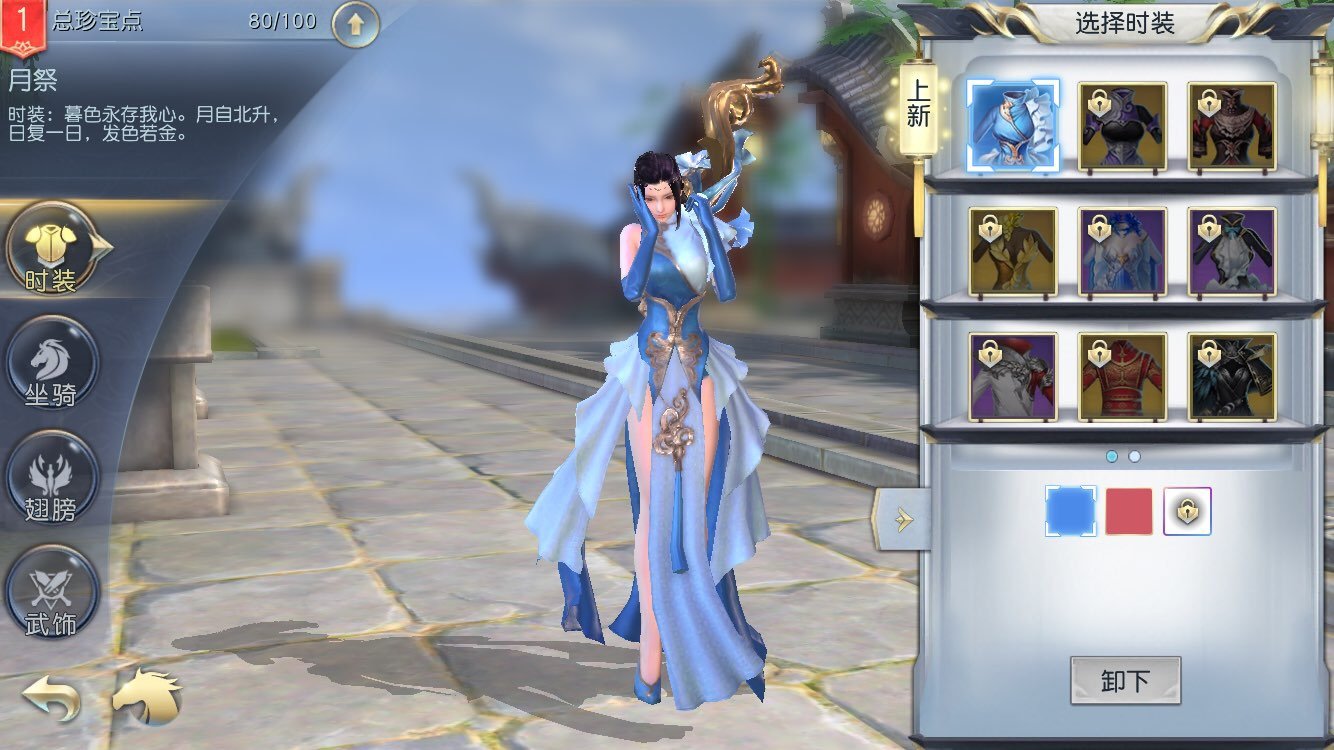 1
总珍宝点 80/100
月祭
时装：暮色永存我心。月自北升，
日复一日，发色若金。
时装
坐骑
翅膀
武饰
选择时装
上新
卸下